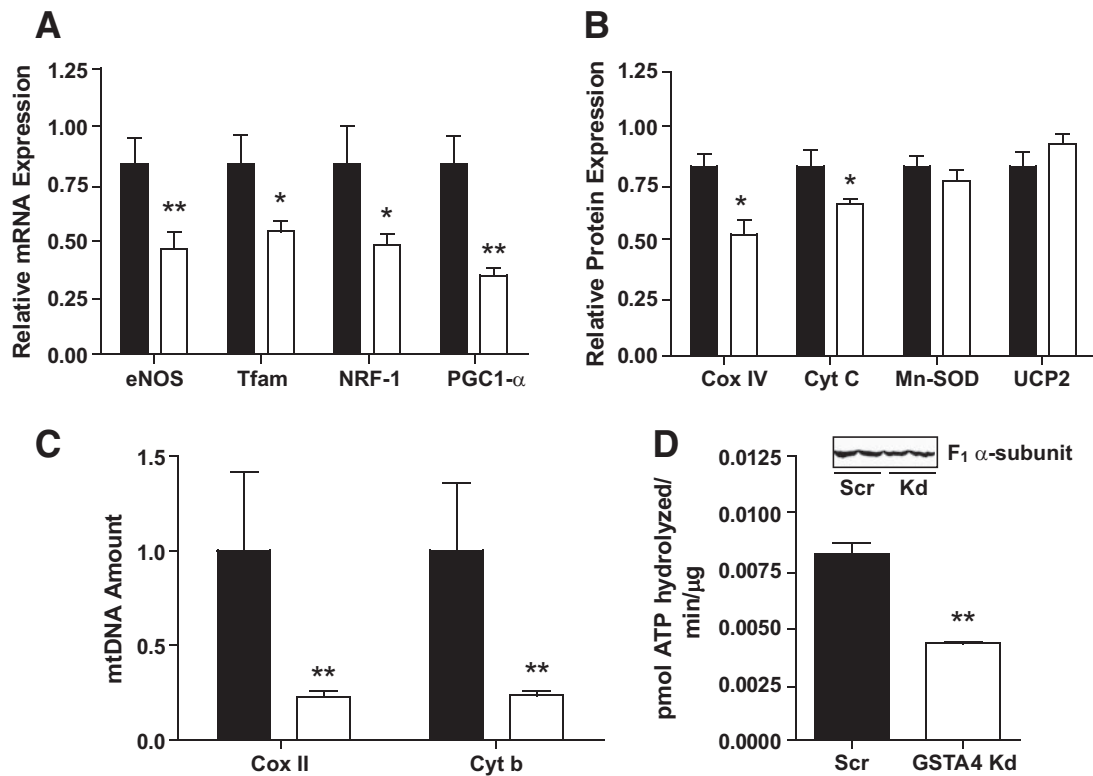 A
Relative mRNA Expression
1.25
1.00
0.75
0.50
0.25
0.00
** * * **
eNOS Tfam NRF-1 PGC1-α
B
Relative Protein Expression
1.25
1.00
0.75
0.50
0.25
0.00
* *
Cox IV Cyt C Mn-SOD UCP2
C
mtDNA Amount
1.5
1.0
0.5
0.0
** **
Cox II Cyt b
D
pmol ATP hydrolyzed/
min/μg
0.0125
0.0100
0.0075
0.0050
0.0025
0.0000
F₁ α-subunit
Scr Kd
**
Scr GSTA4 Kd